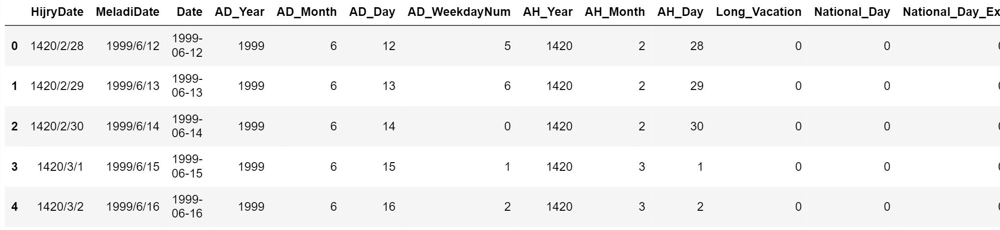 HijryDate MeladiDate Date AD_Year AD_Month AD_Day AD_WeekdayNum AH_Year AH_Month AH_Day Long_Vacation National_Day National_Day_Ex
0 1420/2/28 1999/6/12 1999-06-12 1999 6 12 5 1420 2 28 0 0
1 1420/2/29 1999/6/13 1999-06-13 1999 6 13 6 1420 2 29 0 0
2 1420/2/30 1999/6/14 1999-06-14 1999 6 14 0 1420 2 30 0 0
3 1420/3/1 1999/6/15 1999-06-15 1999 6 15 1 1420 3 1 0 0
4 1420/3/2 1999/6/16 1999-06-16 1999 6 16 2 1420 3 2 0 0